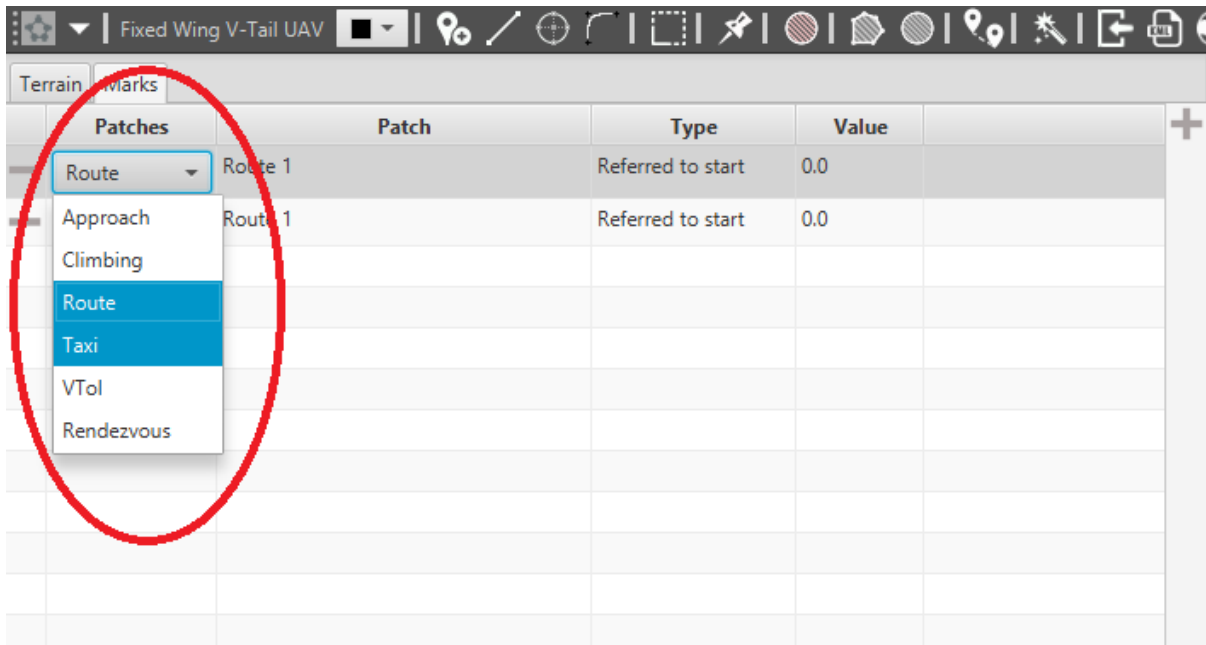 Fixed Wing V-Tail UAV
Terrain Marks
Patches Patch Type Value
Route Route 1 Referred to start 0.0
Approach Route 1 Referred to start 0.0
Climbing
Route
Taxi
VTol
Rendezvous